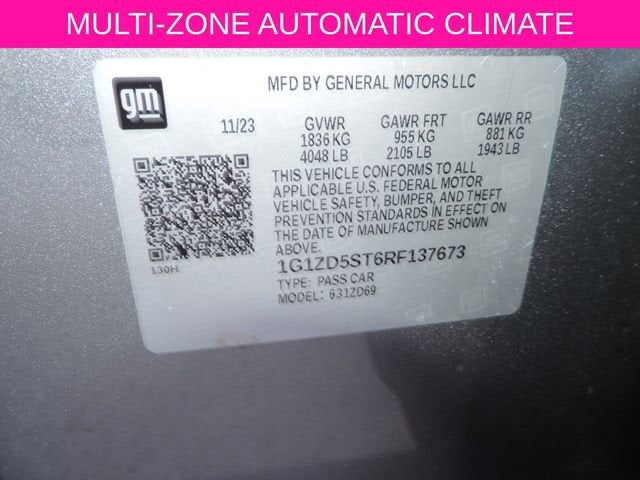 MULTI-ZONE AUTOMATIC CLIMATE
gm
MFD BY GENERAL MOTORS LLC
11/23 GVWR GAWR FRT GAWR RR
1836 KG 955 KG 881 KG
4048 LB 2105 LB 1943 LB
THIS VEHICLE CONFORMS TO ALL
APPLICABLE U.S. FEDERAL MOTOR
VEHICLE SAFETY, BUMPER, AND THEFT
PREVENTION STANDARDS IN EFFECT ON
THE DATE OF MANUFACTURE SHOWN
ABOVE.
130H
1G1ZD5ST6RF137673
TYPE: PASS CAR
MODEL: 631ZD69